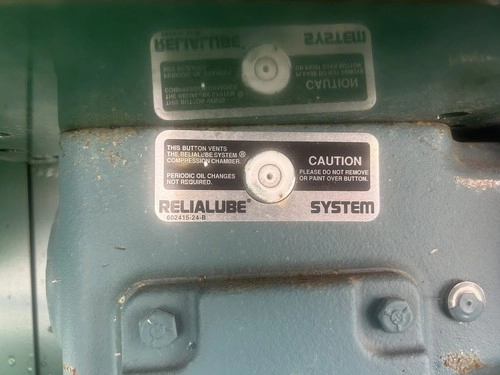 THIS BUTTON VENTS
THE RELIALUBE SYSTEM ®
COMPRESSION CHAMBER.
PERIODIC OIL CHANGES
NOT REQUIRED.
CAUTION
PLEASE DO NOT REMOVE
OR PAINT OVER BUTTON.
RELIALUBE® SYSTEM
602415-24-B